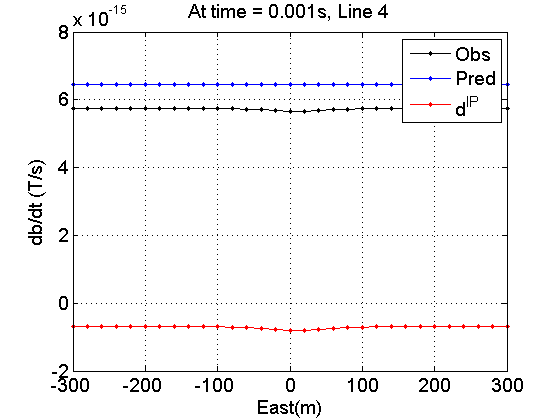 At time = 0.001s, Line 4
x 10^-15
8
6
4
2
0
-2
db/dt (T/s)
Obs
Pred
d^IP
-300 -200 -100 0 100 200 300
East(m)